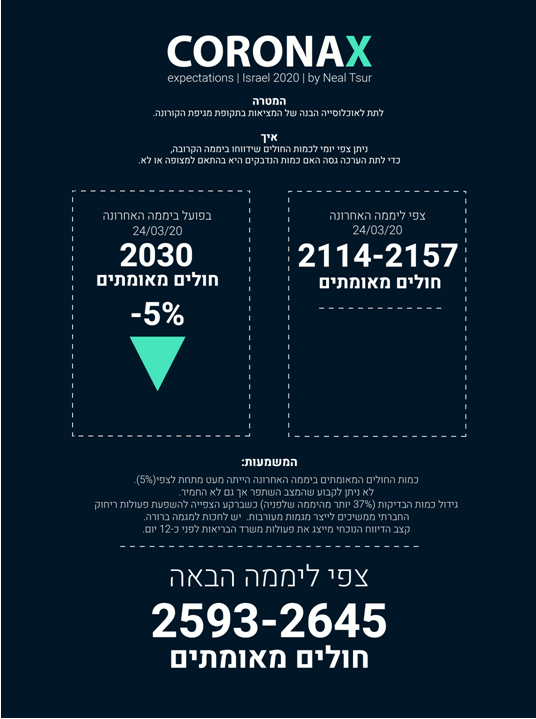 CORONAX
expectations | Israel 2020 | by Neal Tsur
המטרה
לתת לאוכלוסייה הבנה של המציאות בתקופת מגיפת הקורונה.
איך
ניתן צפי יומי לכמות החולים שידווחו ביממה הקרובה,
כדי לתת הערכה גסה האם כמות הנדבקים היא בהתאם למצופה או לא.
צפי ליממה האחרונה
24/03/20
2114-2157
חולים מאומתים
בפועל ביממה האחרונה
24/03/20
2030
חולים מאומתים
-5%
המשמעות:
כמות החולים המאומתים ביממה האחרונה הייתה מעט מתחת לצפי(5%).
לא ניתן לקבוע שהמצב השתפר אך גם לא החמיר.
גידול כמות הבדיקות (37% יותר מהיממה שלפניה) כשברקע הצפייה להשפעת פעולות ריחוק
החברתי ממשיכים לייצר מגמות מעורבות. יש לחכות למגמה ברורה.
קצב הדיווח הנוכחי מייצג את פעולות משרד הבריאות לפני כ-12 יום.
צפי ליממה הבאה
2593-2645
חולים מאומתים